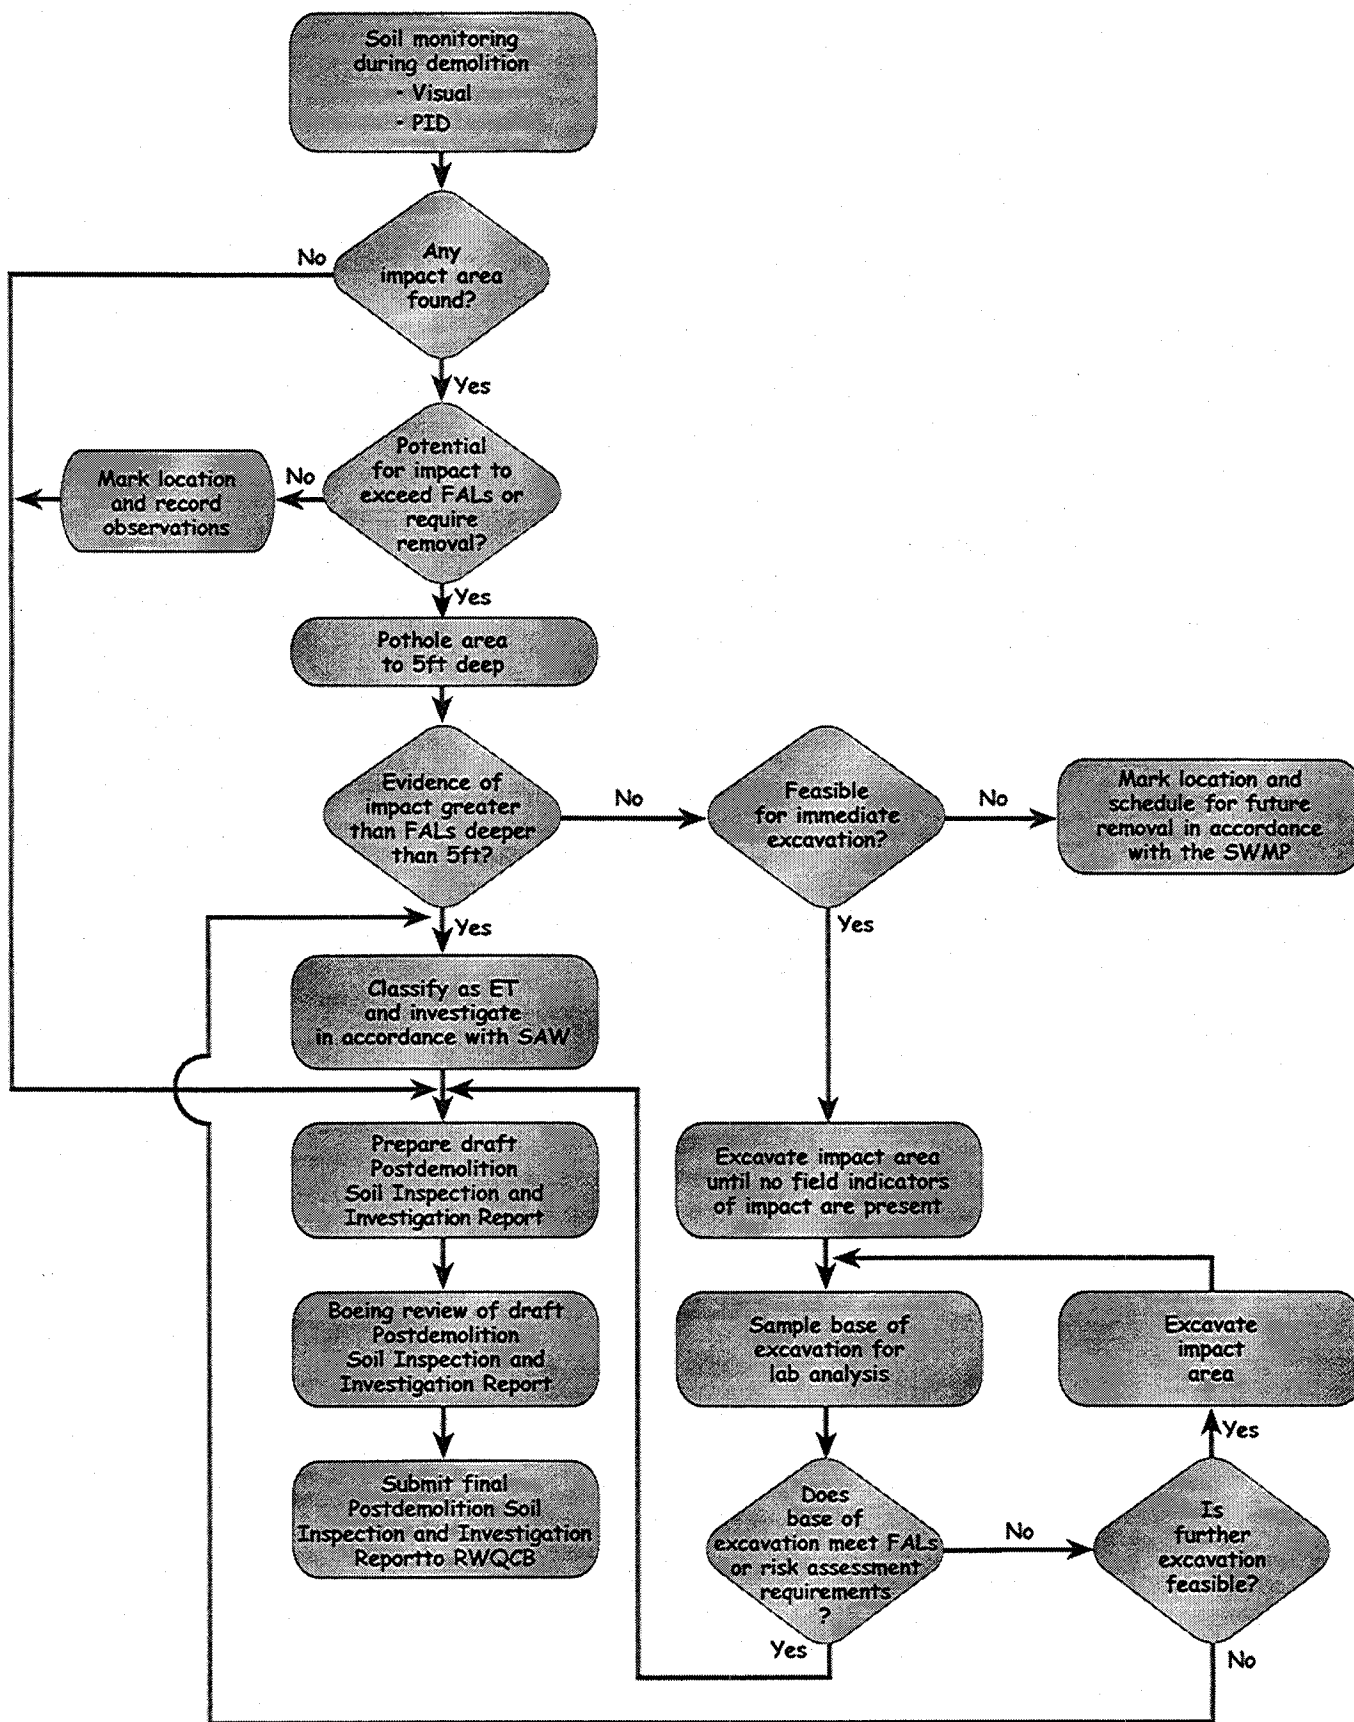 Soil monitoring
during demolition
- Visual
- PID
No
Any
impact area
found?
Yes
Potential
for impact to
exceed FALs or
require
removal?
No
Mark location
and record
observations
Yes
Pothole area
to 5ft deep
Evidence of
impact greater
than FALs deeper
than 5ft?
No
Feasible
for immediate
excavation?
No
Mark location and
schedule for future
removal in accordance
with the SWMP
Yes
Yes
Classify as ET
and investigate
in accordance with SAW
Prepare draft
Postdemolition
Soil Inspection and
Investigation Report
Excavate impact area
until no field indicators
of impact are present
Boeing review of draft
Postdemolition
Soil Inspection and
Investigation Report
Sample base of
excavation for
lab analysis
Excavate
impact
area
Yes
Submit final
Postdemolition Soil
Inspection and Investigation
Reportto RWQCB
Does
base of
excavation meet FALs
or risk assessment
requirements
?
No
Is
further
excavation
feasible?
Yes
No